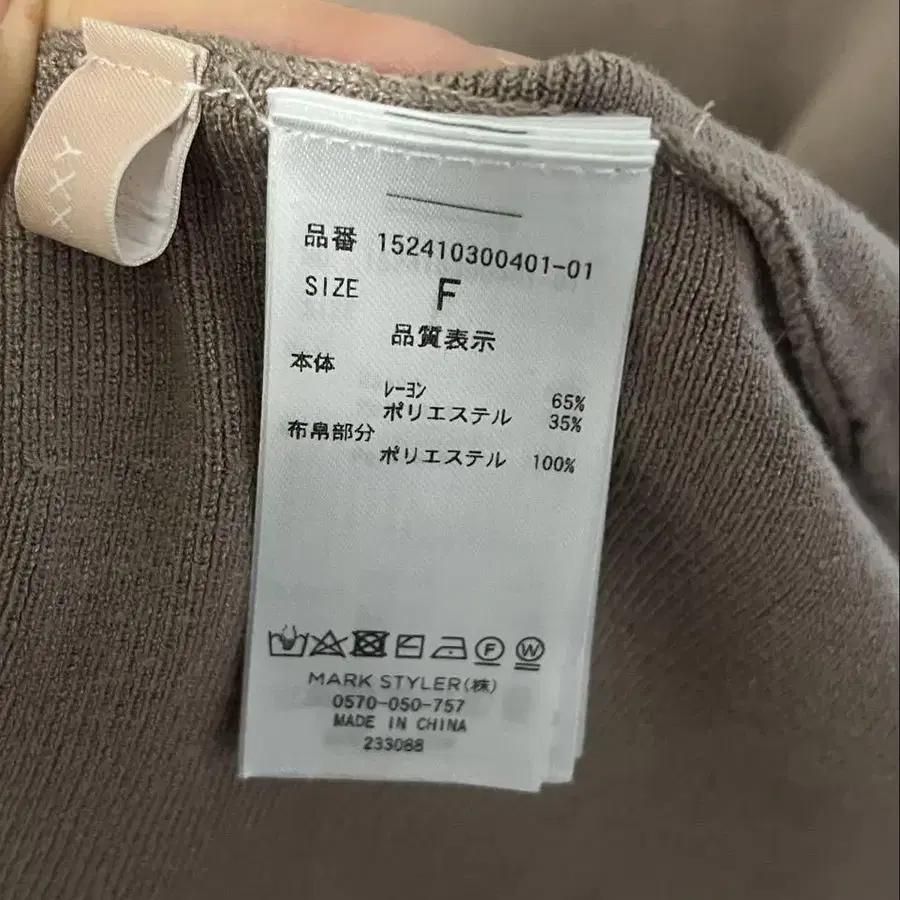 品番 152410300401-01
SIZE F
品質表示
本体
レーヨン 65%
ポリエステル 35%
布帛部分
ポリエステル 100%
F W
MARK STYLER(株)
0570-050-757
MADE IN CHINA
233088